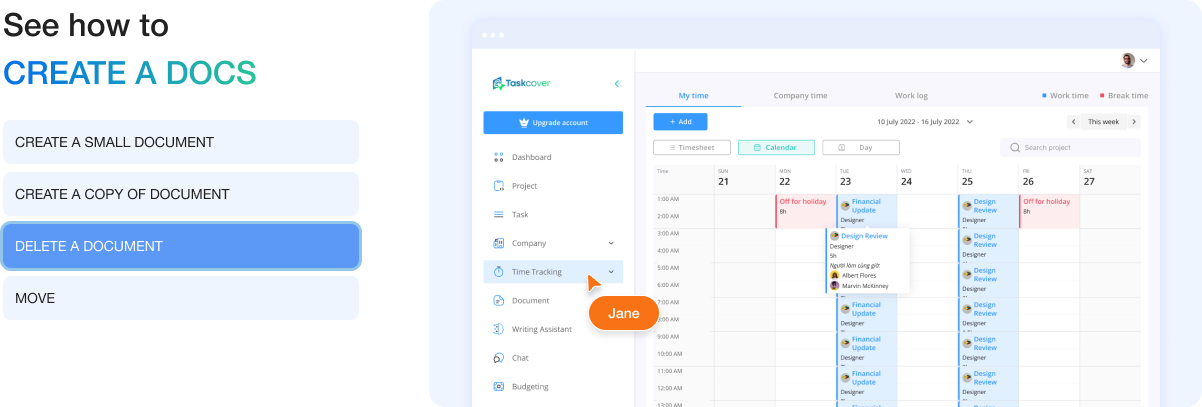 See how to
CREATE A DOCS
CREATE A SMALL DOCUMENT
CREATE A COPY OF DOCUMENT
DELETE A DOCUMENT
MOVE
Taskcover
Upgrade account
Dashboard
Project
Task
Company
Time Tracking
Document
Writing Assistant
Chat
Budgeting
Jane
My time
Company time
Work log
Work time
Break time
+ Add
10 July 2022 - 16 July 2022
This week
Timesheet
Calendar
Day
Search project
Time
SUN
21
MON
22
TUE
23
WED
24
THU
25
FRI
26
SAT
27
1:00 AM
2:00 AM
3:00 AM
4:00 AM
5:00 AM
6:00 AM
7:00 AM
8:00 AM
9:00 AM
10:00 AM
11:00 AM
12:00 AM
13:00 AM
Off for holiday
8h
Financial
Update
Designer
Design Review
Designer
5h
Người làm cùng giờ:
Albert Flores
Marvin McKinney
Financial
Update
Designer
Financial
Update
Designer
Financial
Update
Designer
Financial
Design
Review
Designer
Design
Review
Designer
Design
Review
Designer
Design
Review
Designer
Design
Review
Designer
Design
Review
Designer
Design
Off for holiday
8h